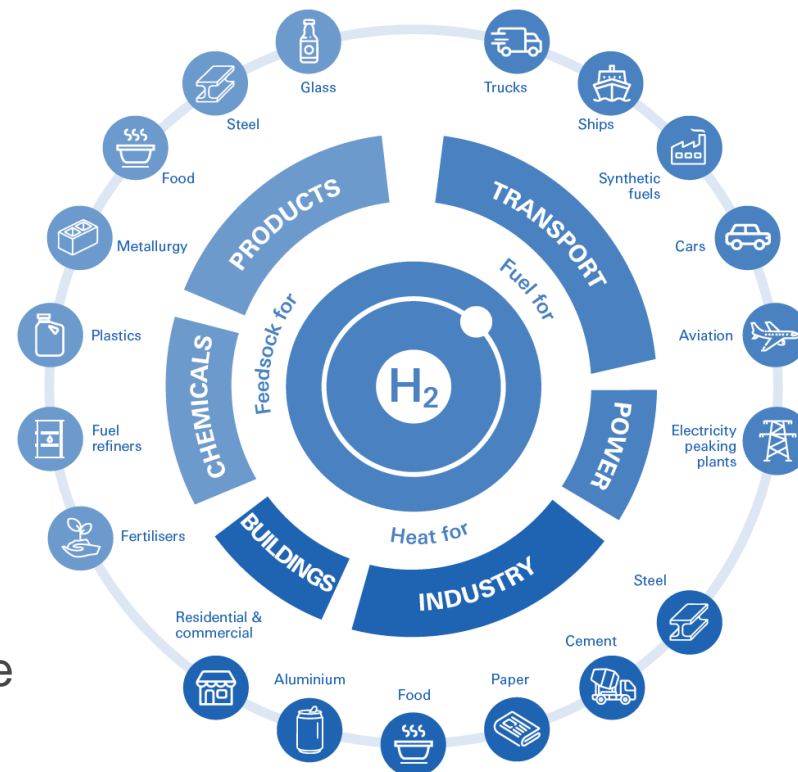 Glass
Trucks
Steel
Ships
Food
Synthetic
fuels
Metallurgy
Cars
Plastics
Aviation
Fuel
refiners
Electricity
peaking
plants
Fertilisers
Steel
Residential &
commercial
Cement
Aluminium
Food
Paper
PRODUCTS
TRANSPORT
CHEMICALS
POWER
BUILDINGS
INDUSTRY
Feedsock for
Fuel for
Heat for
H₂
e